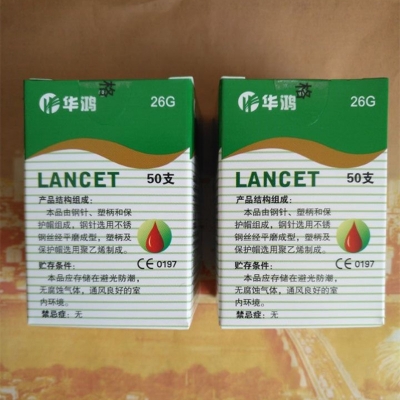 华鸿
26G
格
LANCET
50支
产品结构组成:
本品由钢针、塑柄和保
护帽组成,钢针选用不锈
钢丝经平磨成型,塑柄及
保护帽选用聚乙烯制成。
CE 0197
贮存条件:
本品应存储在避光防潮,
无腐蚀气体,通风良好的室
内环境。
禁忌症:无
华鸿
26G
格
LANCET
50支
产品结构组成:
本品由钢针、塑柄和保
护帽组成,钢针选用不锈
钢丝经平磨成型,塑柄及
保护帽选用聚乙烯制成。
CE 0197
贮存条件:
本品应存储在避光防潮,
无腐蚀气体,通风良好的室
内环境。
禁忌症:无